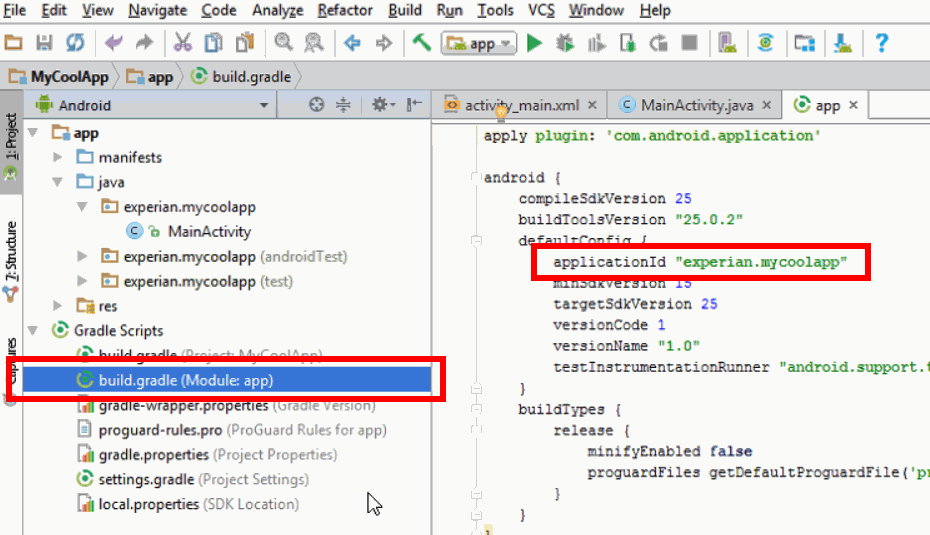 File Edit View Navigate Code Analyze Refactor Build Run Tools VCS Window Help
app
MyCoolApp app build.gradle
1: Project
7: Structure
Captures
Android
app
manifests
java
experian.mycoolapp
MainActivity
experian.mycoolapp (androidTest)
experian.mycoolapp (test)
res
Gradle Scripts
build.gradle (Project: MyCoolApp)
build.gradle (Module: app)
gradle-wrapper.properties (Gradle Version)
proguard-rules.pro (ProGuard Rules for app)
gradle.properties (Project Properties)
settings.gradle (Project Settings)
local.properties (SDK Location)
activity_main.xml MainActivity.java app
apply plugin: 'com.android.application'
android {
compileSdkVersion 25
buildToolsVersion "25.0.2"
defaultConfig {
applicationId "experian.mycoolapp"
minSdkVersion 15
targetSdkVersion 25
versionCode 1
versionName "1.0"
testInstrumentationRunner "android.support.t
}
buildTypes {
release {
minifyEnabled false
proguardFiles getDefaultProguardFile('pr
}
}
}